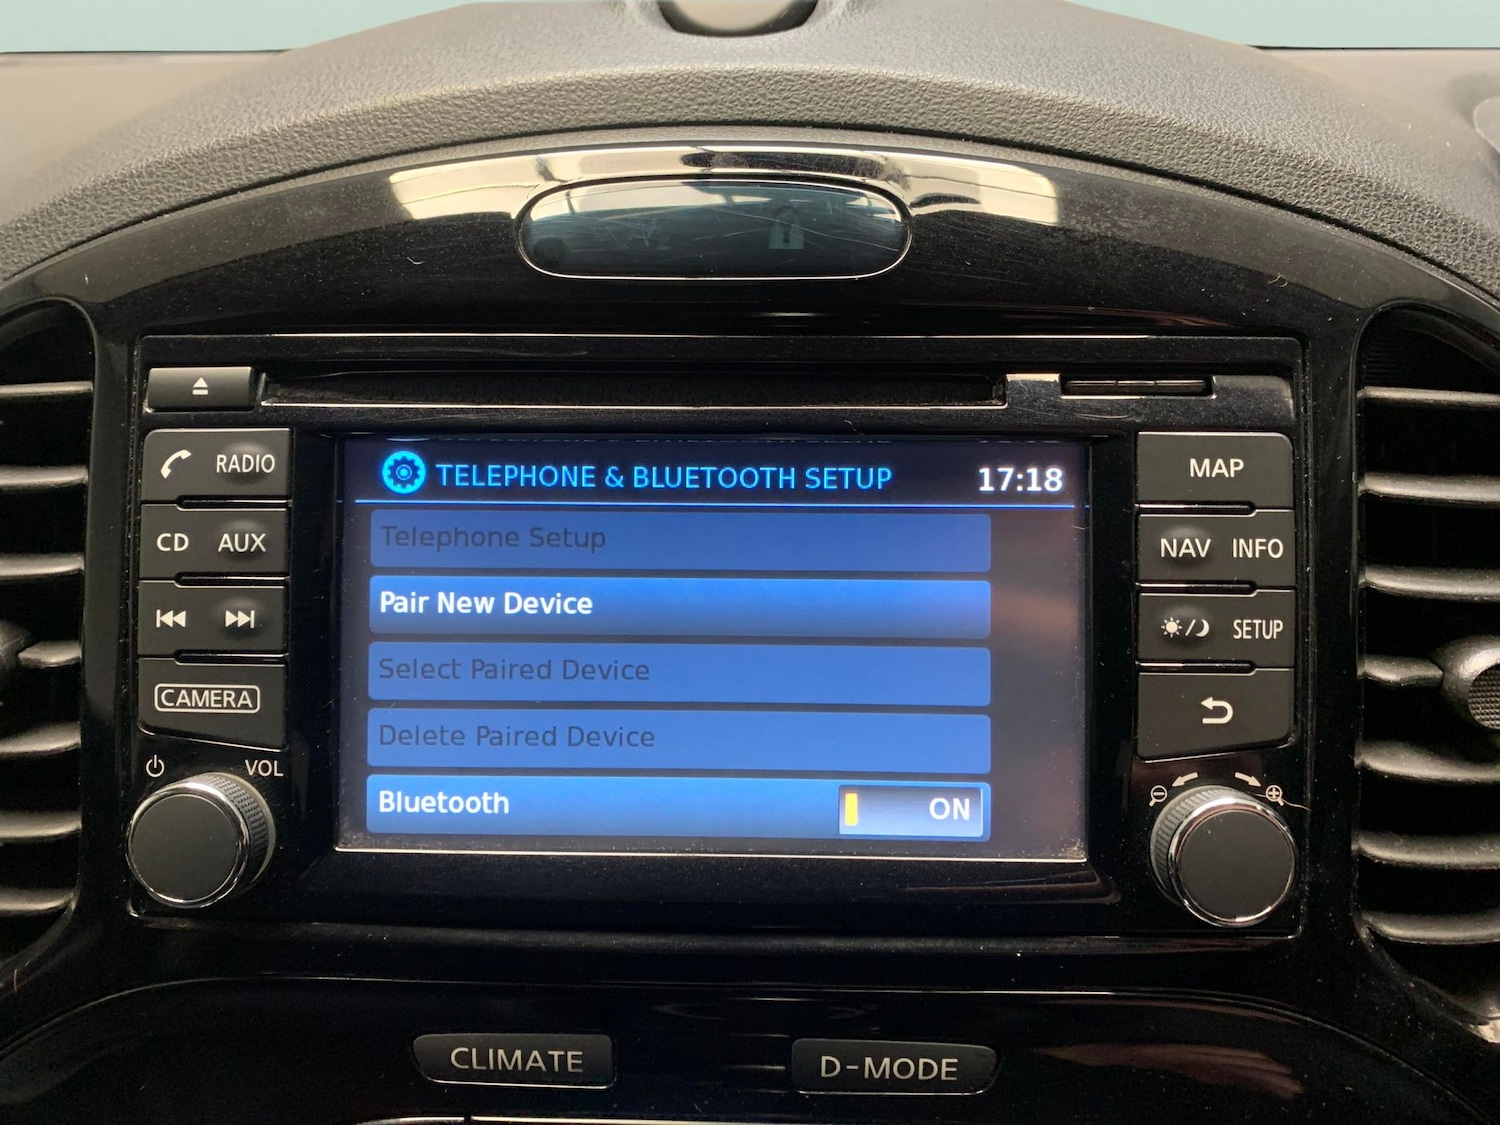 TELEPHONE & BLUETOOTH SETUP 17:18
Telephone Setup
Pair New Device
Select Paired Device
Delete Paired Device
Bluetooth ON
RADIO
CD AUX
CAMERA
VOL
MAP
NAV INFO
SETUP
CLIMATE
D-MODE